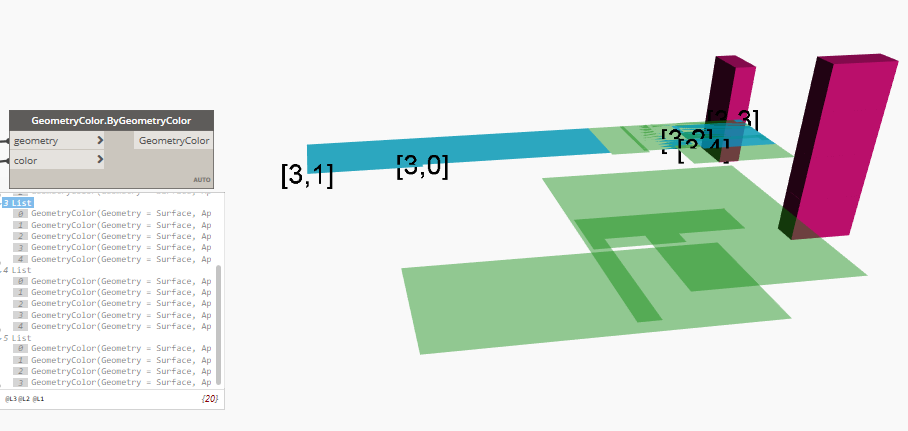 GeometryColor.ByGeometryColor
geometry > GeometryColor
color >
AUTO
3 List
0 GeometryColor(Geometry = Surface, Ap
1 GeometryColor(Geometry = Surface, Ap
2 GeometryColor(Geometry = Surface, Ap
3 GeometryColor(Geometry = Surface, Ap
4 GeometryColor(Geometry = Surface, Ap
4 List
0 GeometryColor(Geometry = Surface, Ap
1 GeometryColor(Geometry = Surface, Ap
2 GeometryColor(Geometry = Surface, Ap
3 GeometryColor(Geometry = Surface, Ap
4 GeometryColor(Geometry = Surface, Ap
5 List
0 GeometryColor(Geometry = Surface, Ap
1 GeometryColor(Geometry = Surface, Ap
2 GeometryColor(Geometry = Surface, Ap
3 GeometryColor(Geometry = Surface, Ap
@L3 @L2 @L1 {20}
[3,1]
[3,0]
[3,4]